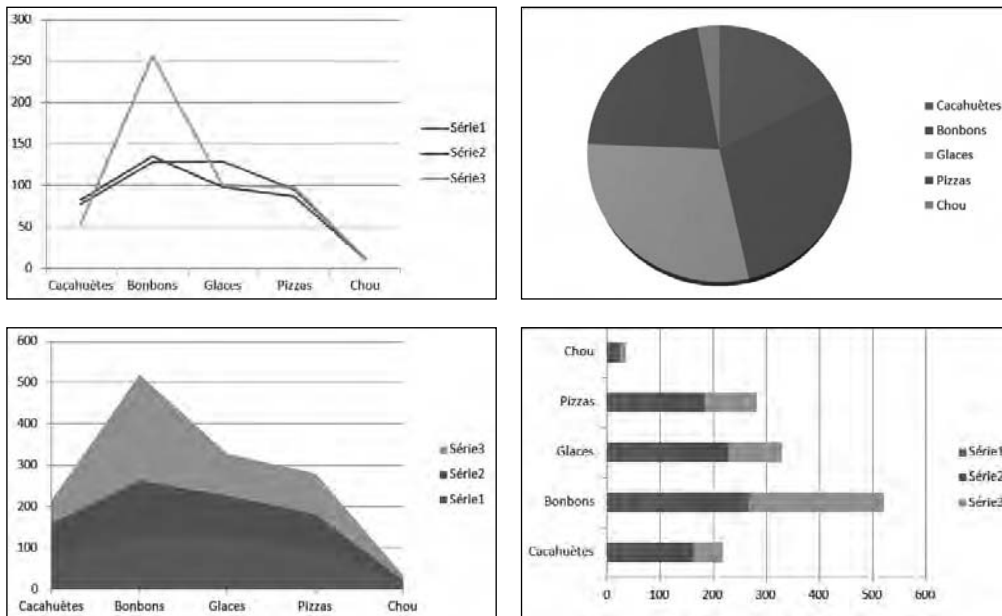 300
250
200
150
100
50
0
Cacahuètes Bonbons Glaces Pizzas Chou
Série1
Série2
Série3
Cacahuètes
Bonbons
Glaces
Pizzas
Chou
600
500
400
300
200
100
0
Cacahuètes Bonbons Glaces Pizzas Chou
Série3
Série2
Série1
Chou
Pizzas
Glaces
Bonbons
Cacahuètes
0 100 200 300 400 500 600
Série1
Série2
Série3